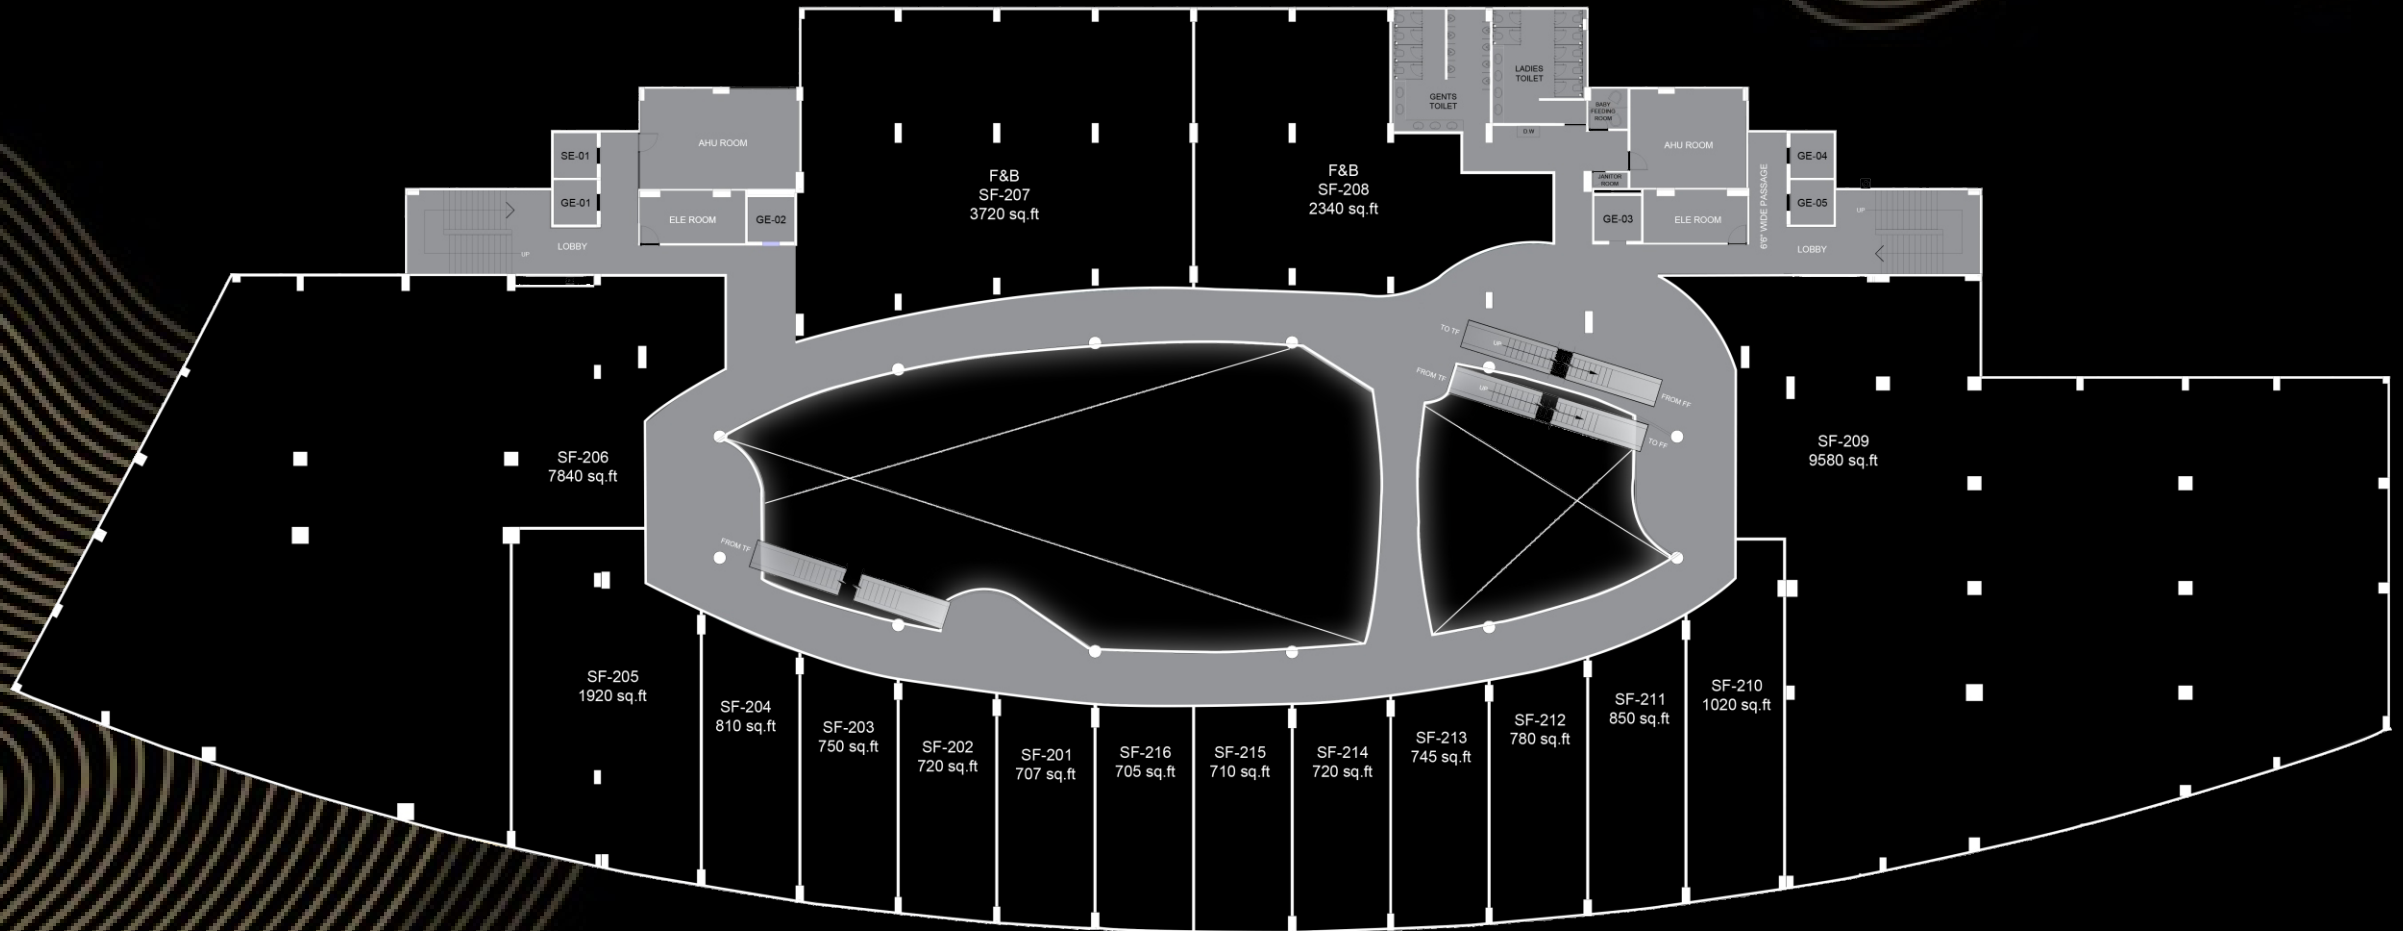 GENTS
TOILET
LADIES
TOILET
BABY
FEEDING
ROOM
D.W
AHU ROOM
SE-01
GE-01
ELE ROOM
GE-02
LOBBY
UP
F&B
SF-207
3720 sq.ft
F&B
SF-208
2340 sq.ft
AHU ROOM
JANITOR
ROOM
GE-03
ELE ROOM
6'6" WIDE PASSAGE
GE-04
GE-05
UP
LOBBY
TO TF
UP
FROM FF
FROM TF
UP
TO FF
SF-206
7840 sq.ft
SF-209
9580 sq.ft
FROM TF
SF-205
1920 sq.ft
SF-204
810 sq.ft
SF-203
750 sq.ft
SF-202
720 sq.ft
SF-201
707 sq.ft
SF-216
705 sq.ft
SF-215
710 sq.ft
SF-214
720 sq.ft
SF-213
745 sq.ft
SF-212
780 sq.ft
SF-211
850 sq.ft
SF-210
1020 sq.ft